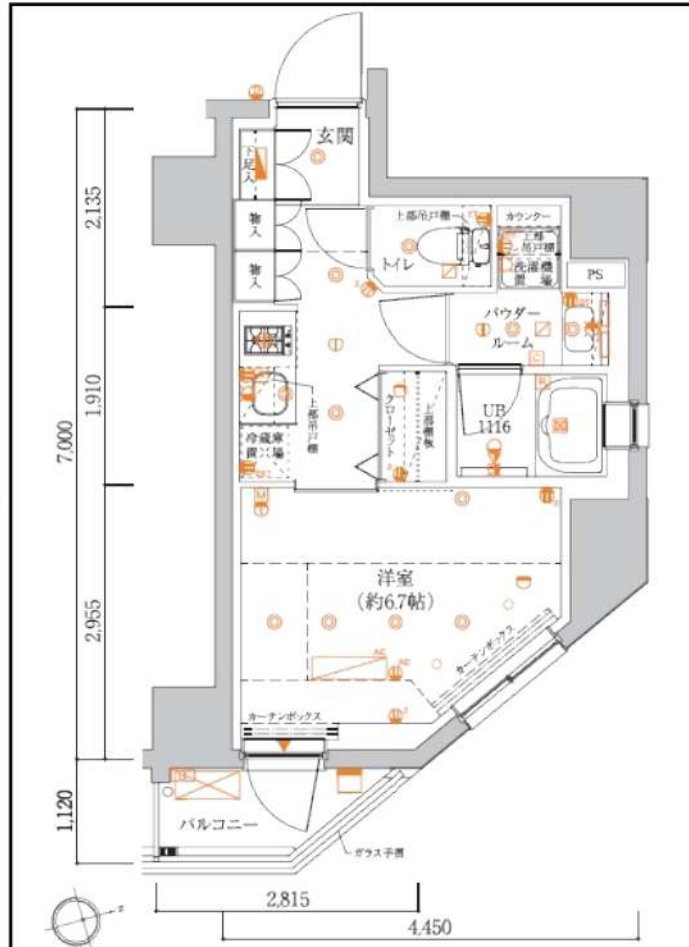 玄関
下足入
物入
物入
上部吊戸棚
トイレ
カウンター
上部
吊戸棚
洗濯機
置場
PS
パウダー
ルーム
C
R
UB
1116
上部吊戸棚
冷蔵庫
置場
クローゼット
上部棚板
M
洋室
(約6.7帖)
AC
カーテンボックス
カーテンボックス
バルコニー
ガラス手摺
2,135
1,910
7,000
2,955
1,120
2,815
4,450